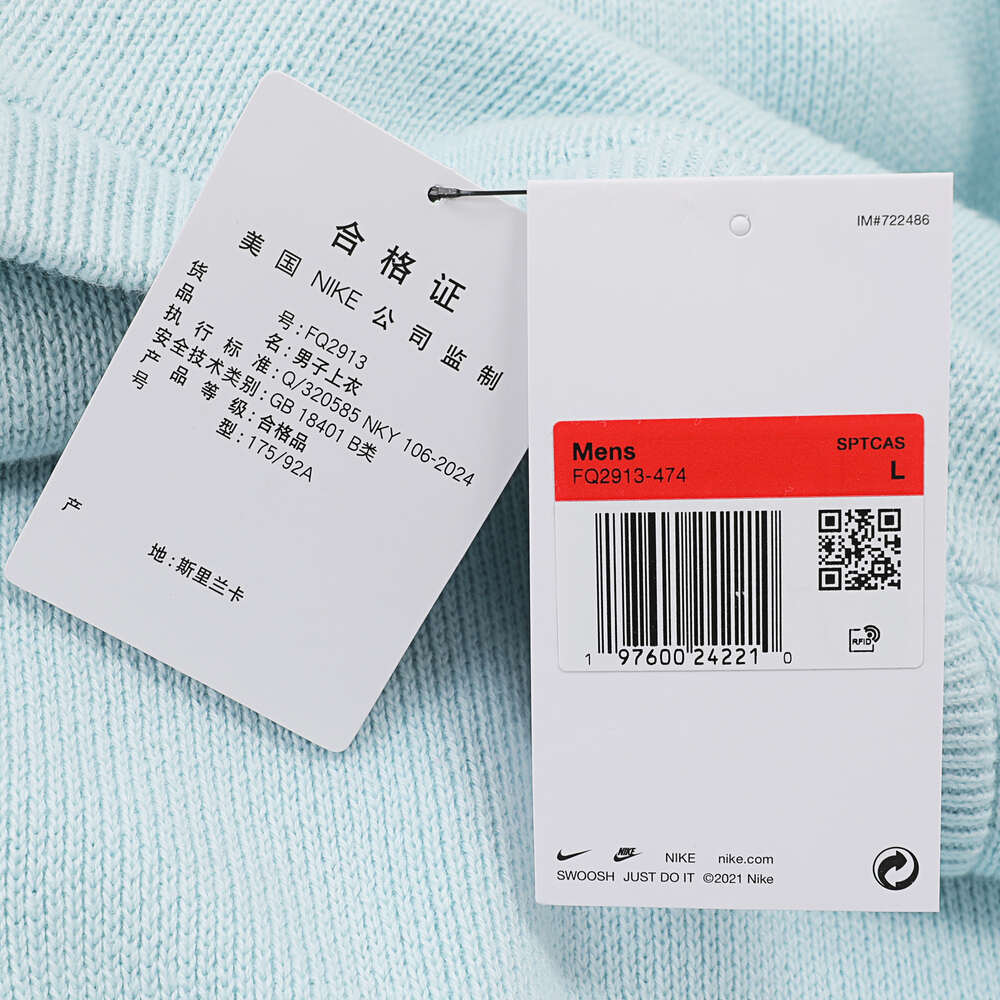 合格证
美国 NIKE 公司监制
货 号:FQ2913
品 名:男子上衣
执行标准:Q/320585 NKY 106-2024
安全技术类别:GB 18401 B类
产品等级:合格品
号 型:175/92A
产 地:斯里兰卡
IM#722486
Mens SPTCAS
FQ2913-474 L
1 97600 24221 0
RFID
NIKE NIKE nike.com
SWOOSH JUST DO IT ©2021 Nike